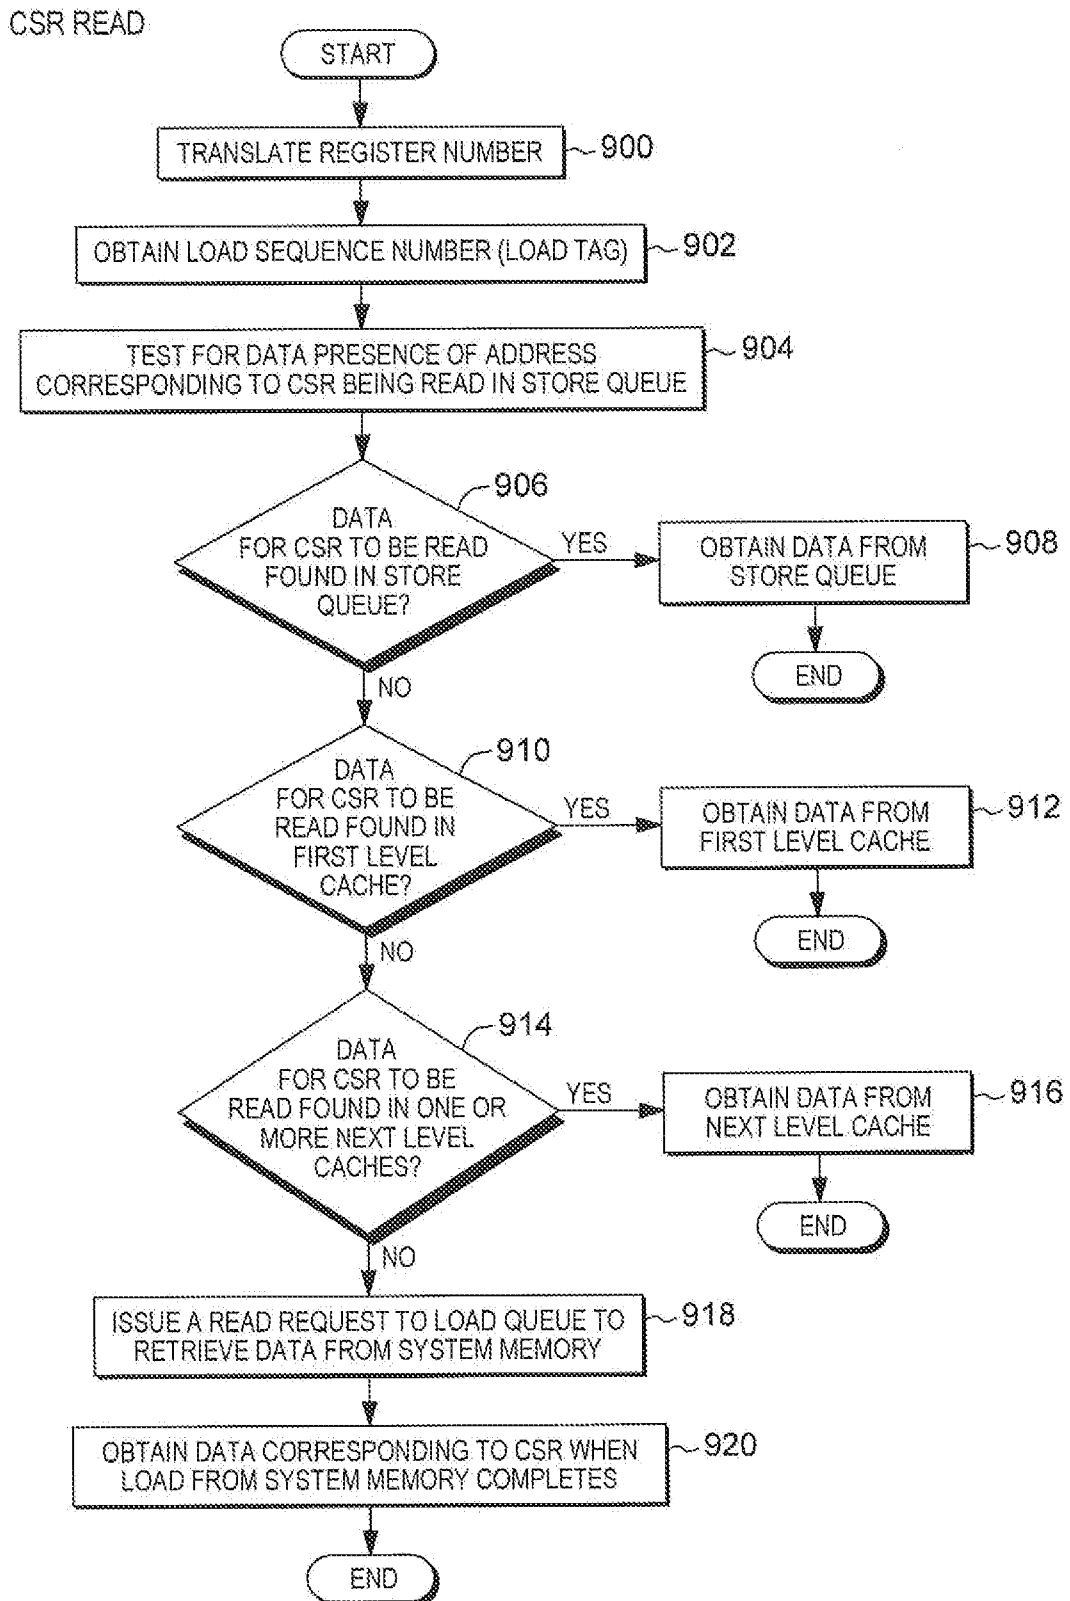 CSR READ
START
TRANSLATE REGISTER NUMBER
900
OBTAIN LOAD SEQUENCE NUMBER (LOAD TAG)
902
TEST FOR DATA PRESENCE OF ADDRESS
CORRESPONDING TO CSR BEING READ IN STORE QUEUE
904
906
DATA
FOR CSR TO BE READ
FOUND IN STORE
QUEUE?
YES
OBTAIN DATA FROM
STORE QUEUE
908
END
NO
910
DATA
FOR CSR TO BE
READ FOUND IN
FIRST LEVEL
CACHE?
YES
OBTAIN DATA FROM
FIRST LEVEL CACHE
912
END
NO
914
DATA
FOR CSR TO BE
READ FOUND IN ONE OR
MORE NEXT LEVEL
CACHES?
YES
OBTAIN DATA FROM
NEXT LEVEL CACHE
916
END
NO
ISSUE A READ REQUEST TO LOAD QUEUE TO
RETRIEVE DATA FROM SYSTEM MEMORY
918
OBTAIN DATA CORRESPONDING TO CSR WHEN
LOAD FROM SYSTEM MEMORY COMPLETES
920
END